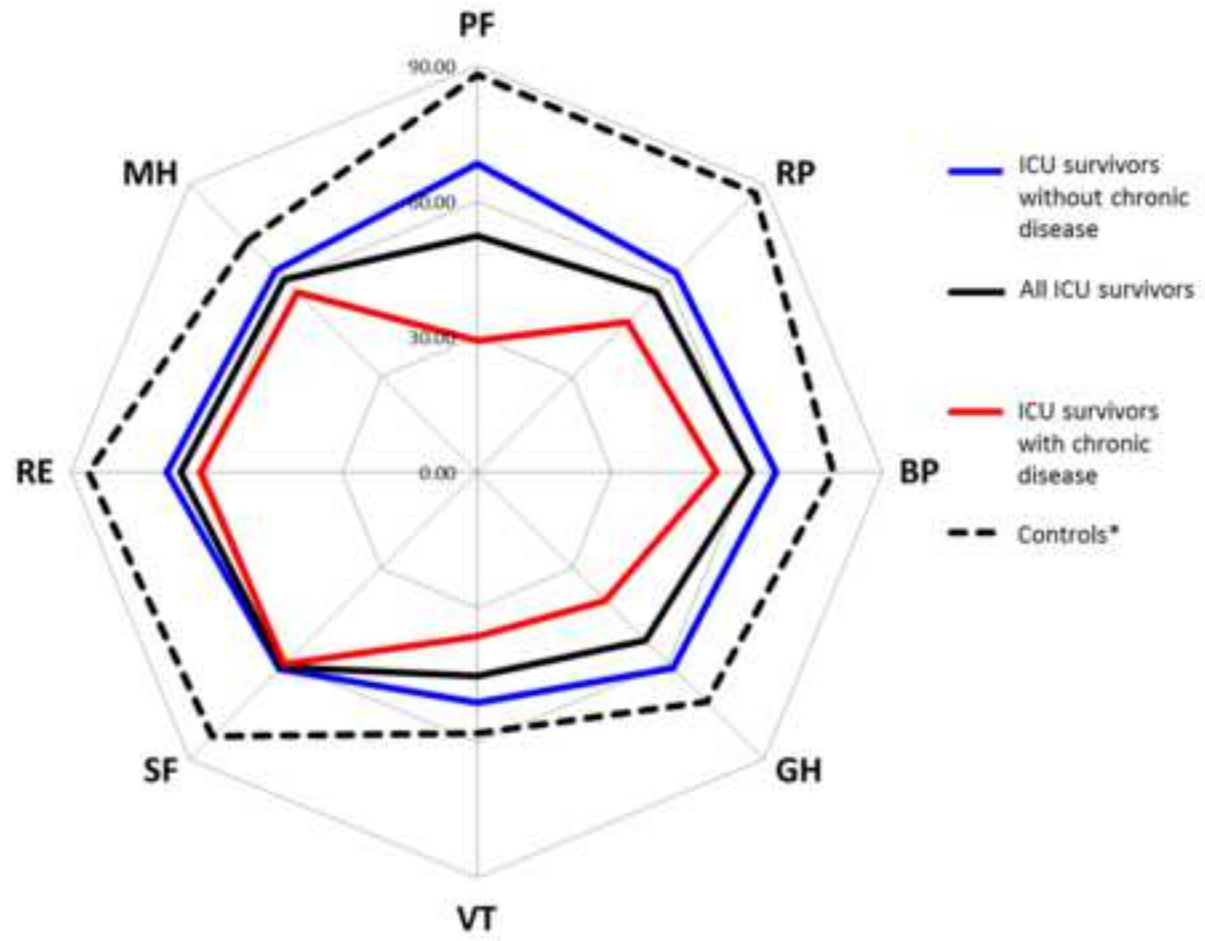 PF
90.00
MH
RP
60.00
30.00
RE
0.00
BP
SF
GH
VT
ICU survivors
without chronic
disease
All ICU survivors
ICU survivors
with chronic
disease
Controls*